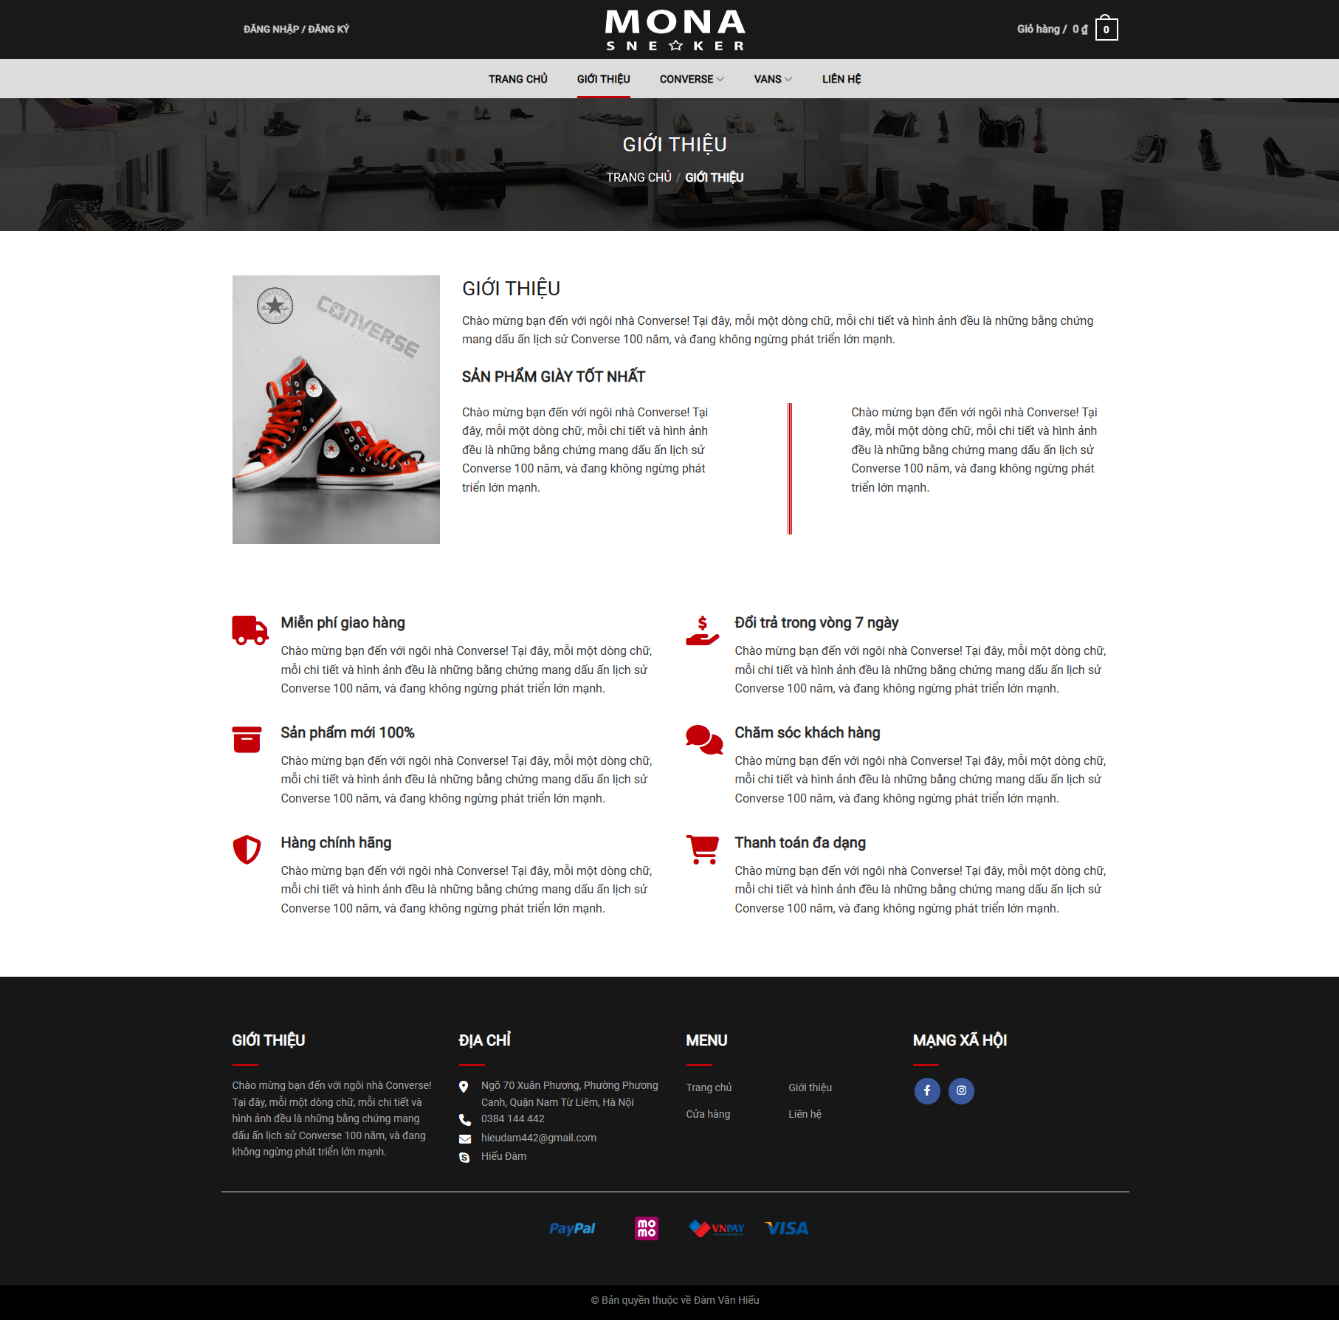 ĐĂNG NHẬP / ĐĂNG KÝ
MONA
SNE☆KER
Giỏ hàng / 0 ₫
0
TRANG CHỦ
GIỚI THIỆU
CONVERSE
VANS
LIÊN HỆ
GIỚI THIỆU
TRANG CHỦ / GIỚI THIỆU
CONVERSE
GIỚI THIỆU
Chào mừng bạn đến với ngôi nhà Converse! Tại đây, mỗi một dòng chữ, mỗi chi tiết và hình ảnh đều là những bằng chứng
mang dấu ấn lịch sử Converse 100 năm, và đang không ngừng phát triển lớn mạnh.
SẢN PHẨM GIÀY TỐT NHẤT
Chào mừng bạn đến với ngôi nhà Converse! Tại
đây, mỗi một dòng chữ, mỗi chi tiết và hình ảnh
đều là những bằng chứng mang dấu ấn lịch sử
Converse 100 năm, và đang không ngừng phát
triển lớn mạnh.
Chào mừng bạn đến với ngôi nhà Converse! Tại
đây, mỗi một dòng chữ, mỗi chi tiết và hình ảnh
đều là những bằng chứng mang dấu ấn lịch sử
Converse 100 năm, và đang không ngừng phát
triển lớn mạnh.
Miễn phí giao hàng
Chào mừng bạn đến với ngôi nhà Converse! Tại đây, mỗi một dòng chữ,
mỗi chi tiết và hình ảnh đều là những bằng chứng mang dấu ấn lịch sử
Converse 100 năm, và đang không ngừng phát triển lớn mạnh.
Đổi trả trong vòng 7 ngày
Chào mừng bạn đến với ngôi nhà Converse! Tại đây, mỗi một dòng chữ,
mỗi chi tiết và hình ảnh đều là những bằng chứng mang dấu ấn lịch sử
Converse 100 năm, và đang không ngừng phát triển lớn mạnh.
Sản phẩm mới 100%
Chào mừng bạn đến với ngôi nhà Converse! Tại đây, mỗi một dòng chữ,
mỗi chi tiết và hình ảnh đều là những bằng chứng mang dấu ấn lịch sử
Converse 100 năm, và đang không ngừng phát triển lớn mạnh.
Chăm sóc khách hàng
Chào mừng bạn đến với ngôi nhà Converse! Tại đây, mỗi một dòng chữ,
mỗi chi tiết và hình ảnh đều là những bằng chứng mang dấu ấn lịch sử
Converse 100 năm, và đang không ngừng phát triển lớn mạnh.
Hàng chính hãng
Chào mừng bạn đến với ngôi nhà Converse! Tại đây, mỗi một dòng chữ,
mỗi chi tiết và hình ảnh đều là những bằng chứng mang dấu ấn lịch sử
Converse 100 năm, và đang không ngừng phát triển lớn mạnh.
Thanh toán đa dạng
Chào mừng bạn đến với ngôi nhà Converse! Tại đây, mỗi một dòng chữ,
mỗi chi tiết và hình ảnh đều là những bằng chứng mang dấu ấn lịch sử
Converse 100 năm, và đang không ngừng phát triển lớn mạnh.
GIỚI THIỆU
Chào mừng bạn đến với ngôi nhà Converse!
Tại đây, mỗi một dòng chữ, mỗi chi tiết và
hình ảnh đều là những bằng chứng mang
dấu ấn lịch sử Converse 100 năm, và đang
không ngừng phát triển lớn mạnh.
ĐỊA CHỈ
Ngõ 70 Xuân Phương, Phường Phương
Canh, Quận Nam Từ Liêm, Hà Nội
0384 144 442
hieudam442@gmail.com
Hiếu Đàm
MENU
Trang chủ
Giới thiệu
Cửa hàng
Liên hệ
MẠNG XÃ HỘI
PayPal
mo
mo
VNPAY
VISA
© Bản quyền thuộc về Đàm Văn Hiếu